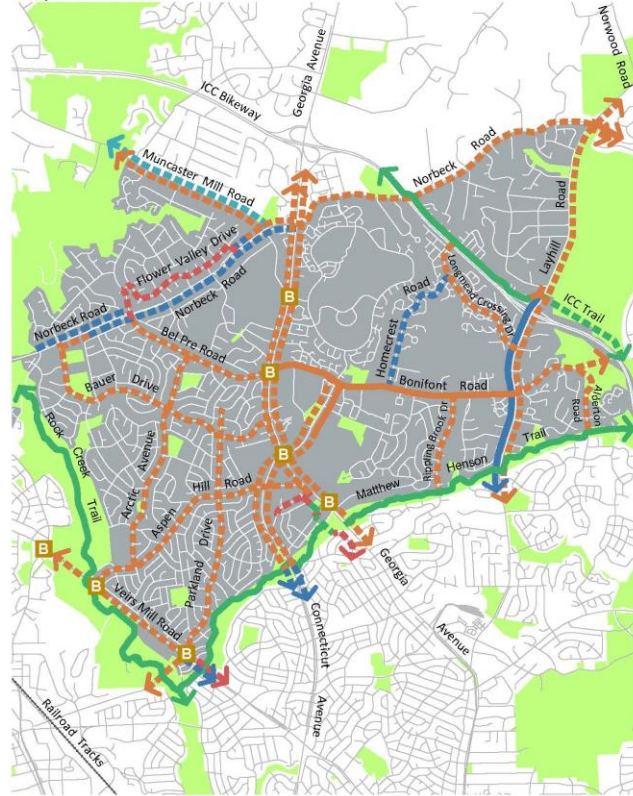 Norwood Road
Georgia Avenue
ICC Bikeway
Muncaster Mill Road
Norbeck Road
Layhill Road
Flower Valley Drive
Norbeck Road
Norbeck Road
Longmead Crossing Dr
Homecrest Road
ICC Trail
B
Bel Pre Road
B
Bonifont Road
Bauer Drive
Alderton Road
Rippling Brook Dr
Rock Creek Trail
Arctic Avenue
Aspen Hill Road
B
Matthew Henson Trail
B
Parkland Drive
B
B
Veirs Mill Road
Georgia Avenue
Connecticut Avenue
B
Railroad Tracks